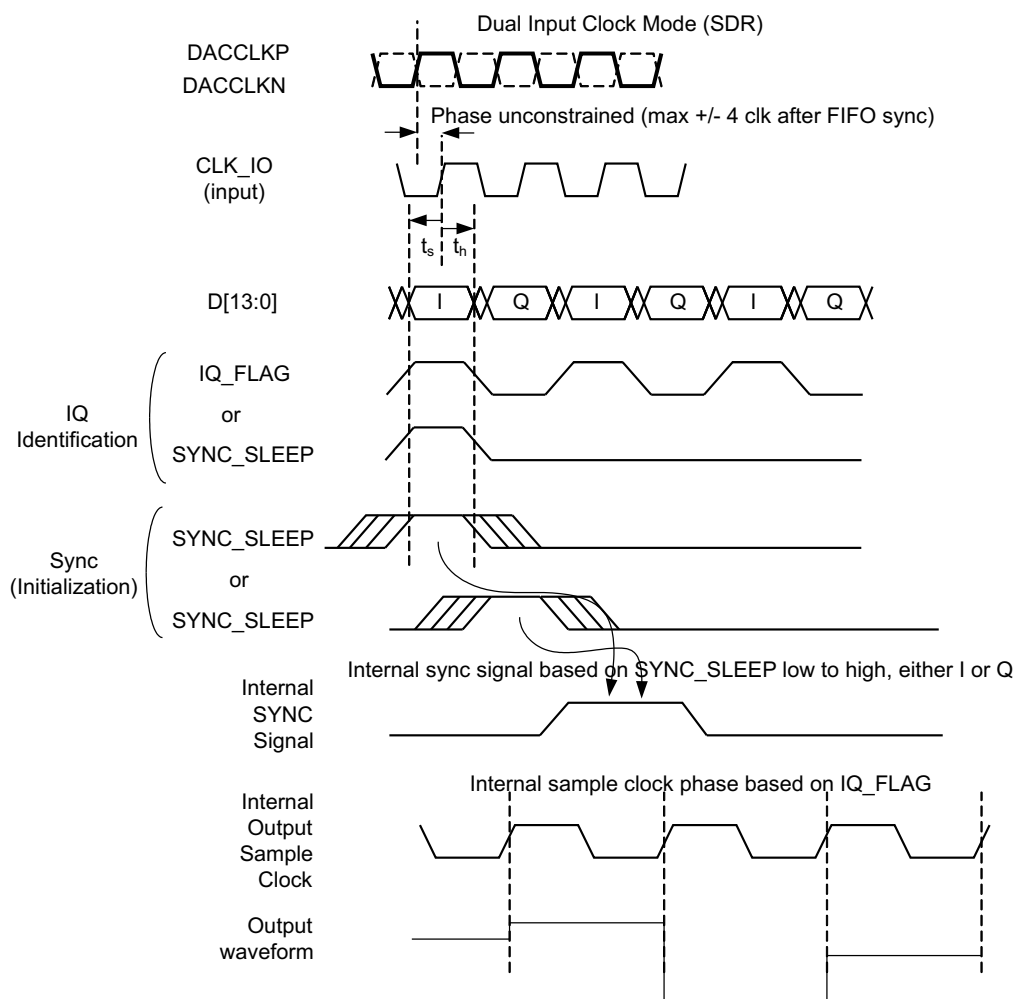 Dual Input Clock Mode (SDR)
DACCLKP
DACCLKN
Phase unconstrained (max +/- 4 clk after FIFO sync)
CLK_IO
(input)
ts th
D[13:0]
I Q I Q I Q
IQ_FLAG
or
SYNC_SLEEP
IQ
Identification
SYNC_SLEEP
or
SYNC_SLEEP
Sync
(Initialization)
Internal sync signal based on SYNC_SLEEP low to high, either I or Q
Internal
SYNC
Signal
Internal sample clock phase based on IQ_FLAG
Internal
Output
Sample
Clock
Output
waveform